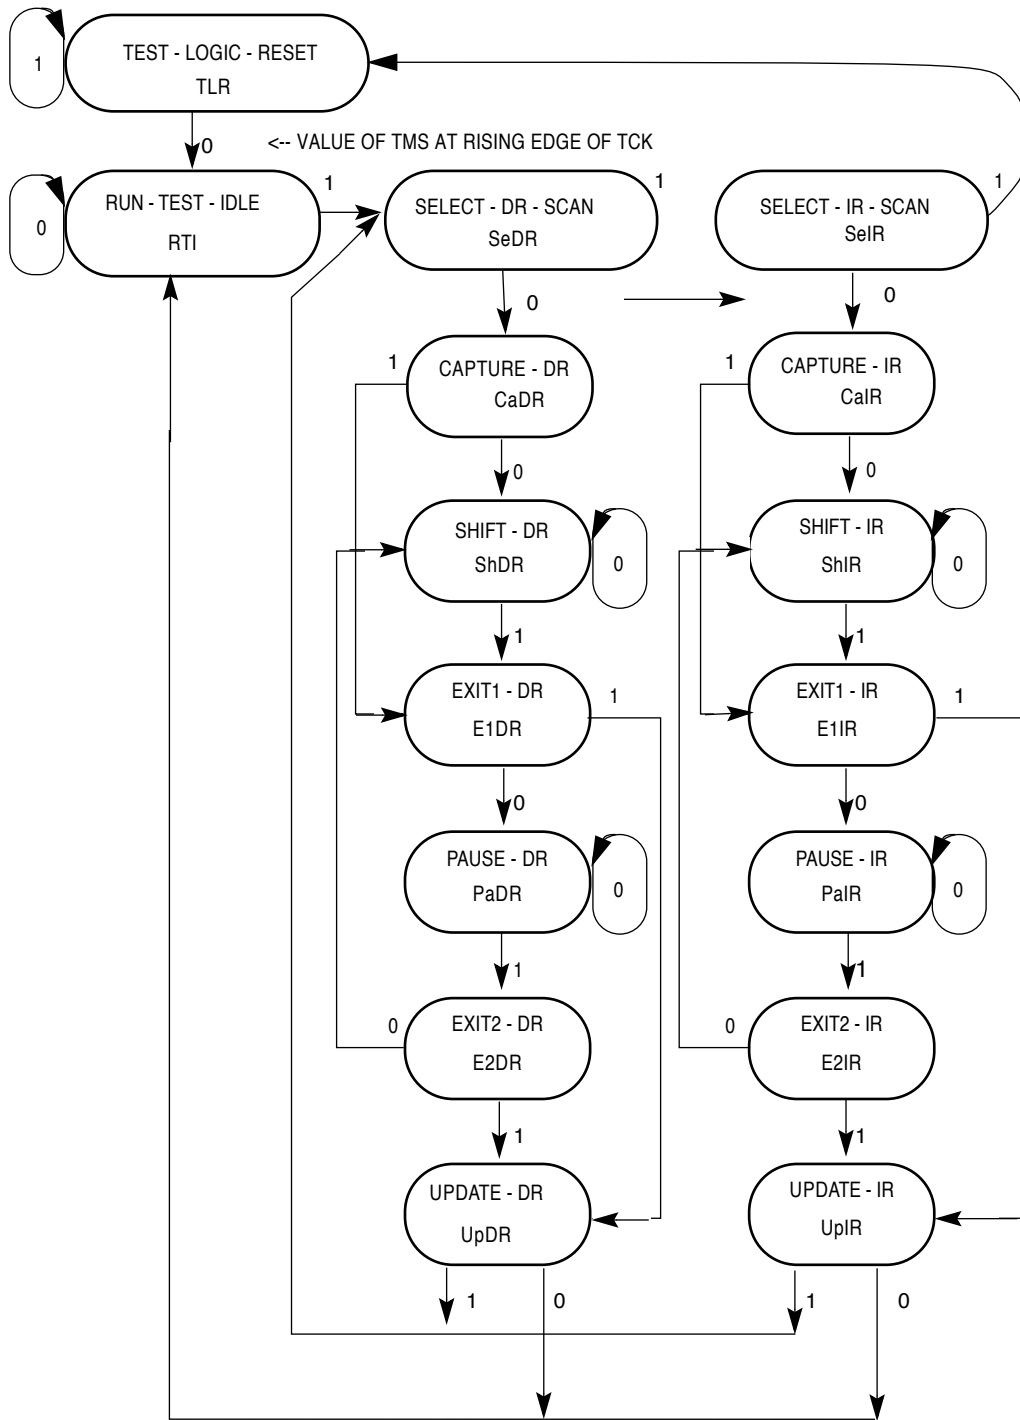 TEST - LOGIC - RESET
TLR
1
0
<-- VALUE OF TMS AT RISING EDGE OF TCK
RUN - TEST - IDLE
RTI
0
1
SELECT - DR - SCAN
SeDR
1
SELECT - IR - SCAN
SeIR
1
0
0
1
CAPTURE - DR
CaDR
1
CAPTURE - IR
CaIR
0
0
SHIFT - DR
ShDR
0
SHIFT - IR
ShIR
0
1
1
EXIT1 - DR
E1DR
1
EXIT1 - IR
E1IR
1
0
0
PAUSE - DR
PaDR
0
PAUSE - IR
PaIR
0
1
1
0
EXIT2 - DR
E2DR
0
EXIT2 - IR
E2IR
1
1
UPDATE - DR
UpDR
UPDATE - IR
UpIR
1
0
1
0